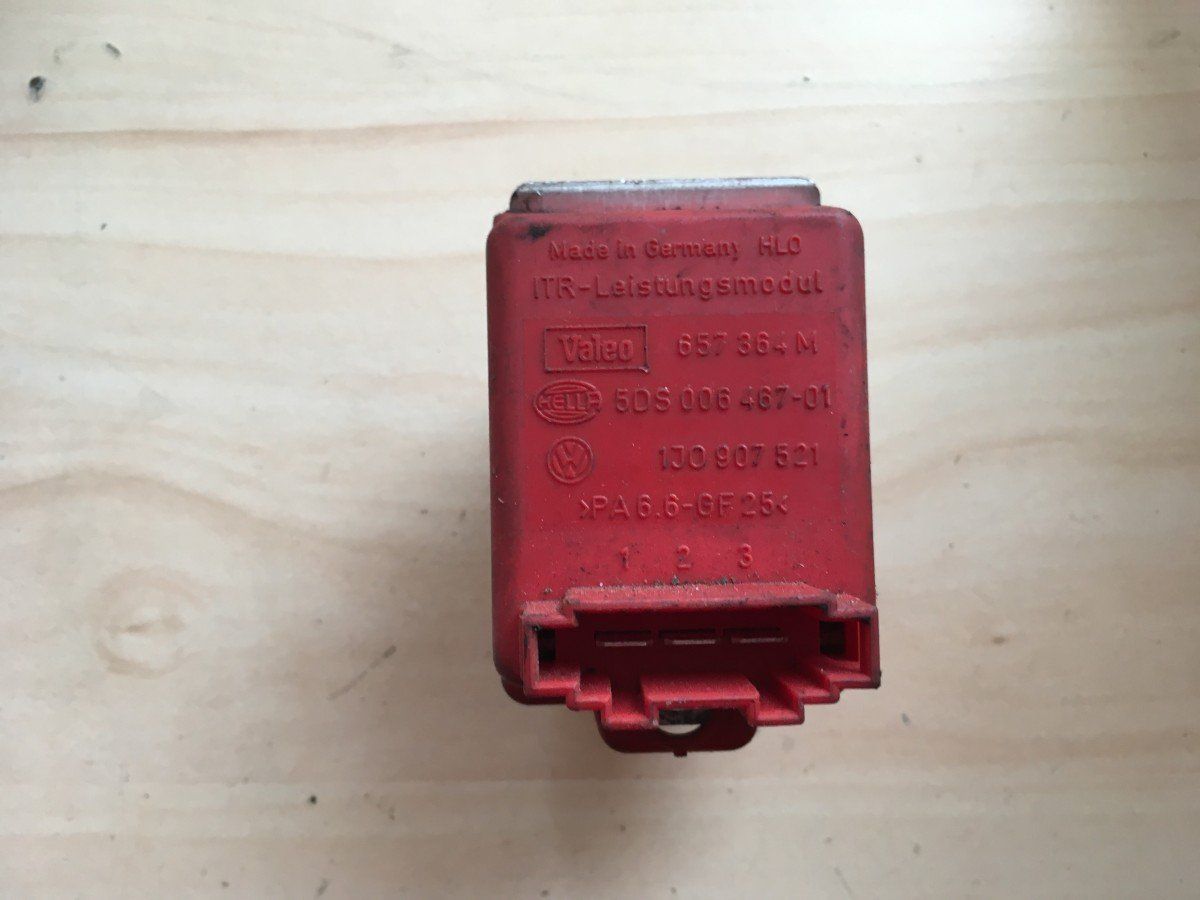 Made in Germany HLO
ITR-Leistungsmodul
Valeo 657 364 M
HELLA 5DS 006 467-01
VW 1J0 907 521
>PA 6.6-GF 25<
1 2 3